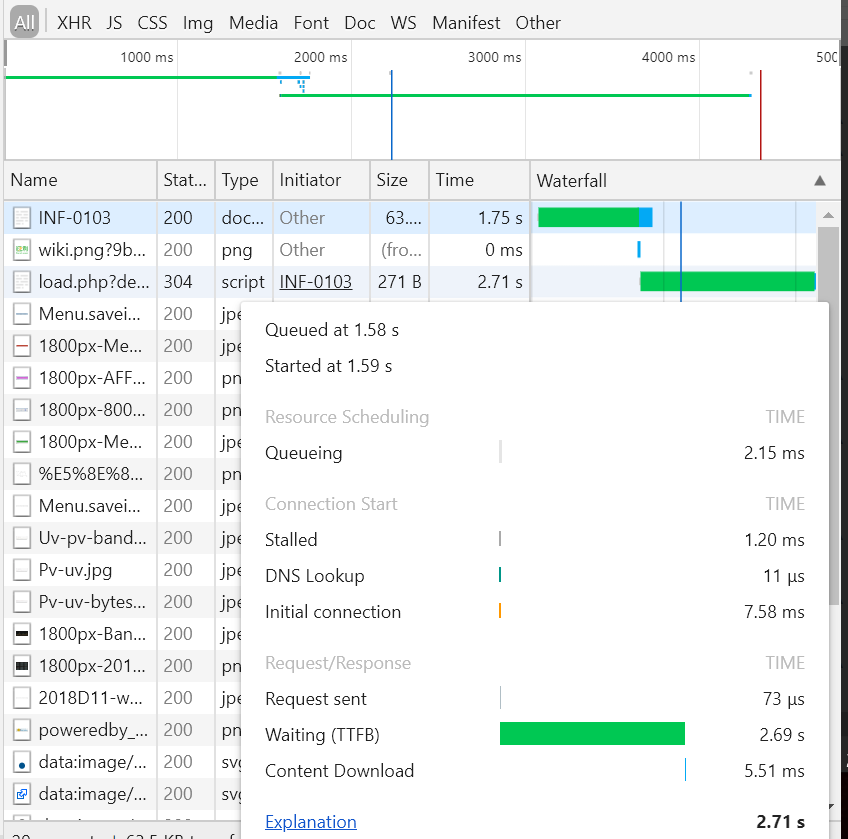 All XHR JS CSS Img Media Font Doc WS Manifest Other
1000 ms 2000 ms 3000 ms 4000 ms 500
Name Stat... Type Initiator Size Time Waterfall ▲
INF-0103 200 doc... Other 63.... 1.75 s
wiki.png?9b... 200 png Other (fro... 0 ms
load.php?de... 304 script INF-0103 271 B 2.71 s
Menu.savei... 200 jpe
1800px-Me... 200 jpe
1800px-AFF... 200 pn
1800px-800... 200 pn
1800px-Me... 200 jpe
%E5%8E%8... 200 pn
Menu.savei... 200 jpe
Uv-pv-band... 200 jpe
Pv-uv.jpg 200 jpe
Pv-uv-bytes... 200 jpe
1800px-Ban... 200 jpe
1800px-201... 200 pn
2018D11-w... 200 jpe
poweredby_... 200 pn
data:image/... 200 svg
data:image/... 200 svg
Queued at 1.58 s
Started at 1.59 s
Resource Scheduling TIME
Queueing 2.15 ms
Connection Start TIME
Stalled 1.20 ms
DNS Lookup 11 μs
Initial connection 7.58 ms
Request/Response TIME
Request sent 73 μs
Waiting (TTFB) 2.69 s
Content Download 5.51 ms
Explanation 2.71 s